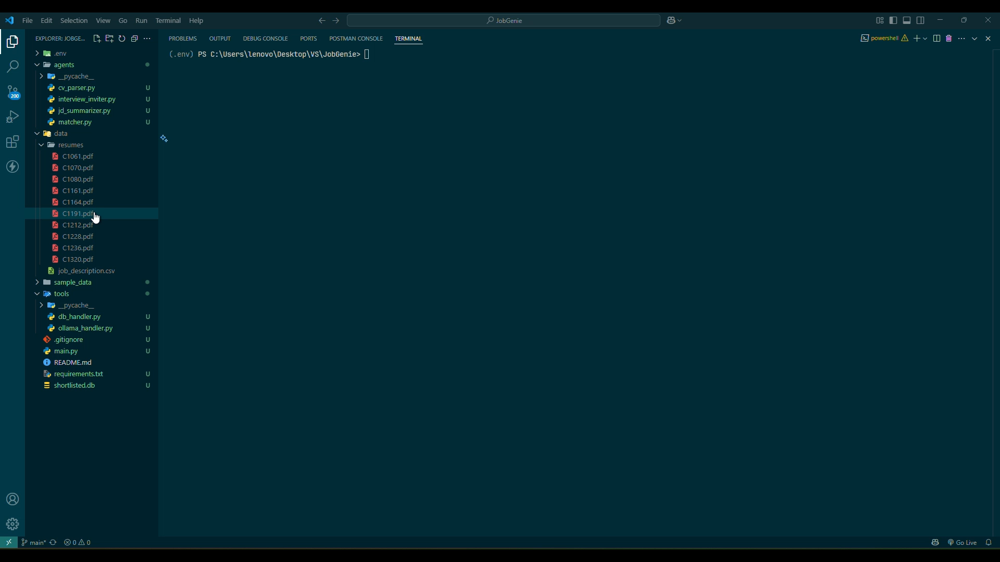 File Edit Selection View Go Run Terminal Help
JobGenie
EXPLORER: JOBGE...
PROBLEMS OUTPUT DEBUG CONSOLE PORTS POSTMAN CONSOLE TERMINAL
powershell
(.env) PS C:\Users\lenovo\Desktop\VS\JobGenie>
200
.env
agents
__pycache__
cv_parser.py U
interview_inviter.py U
jd_summarizer.py U
matcher.py U
data
resumes
C1061.pdf
C1070.pdf
C1080.pdf
C1161.pdf
C1164.pdf
C1191.pdf
C1212.pdf
C1228.pdf
C1236.pdf
C1320.pdf
job_description.csv
sample_data
tools
__pycache__
db_handler.py U
ollama_handler.py U
.gitignore U
main.py U
README.md
requirements.txt U
shortlisted.db U
main* 0 0
Go Live